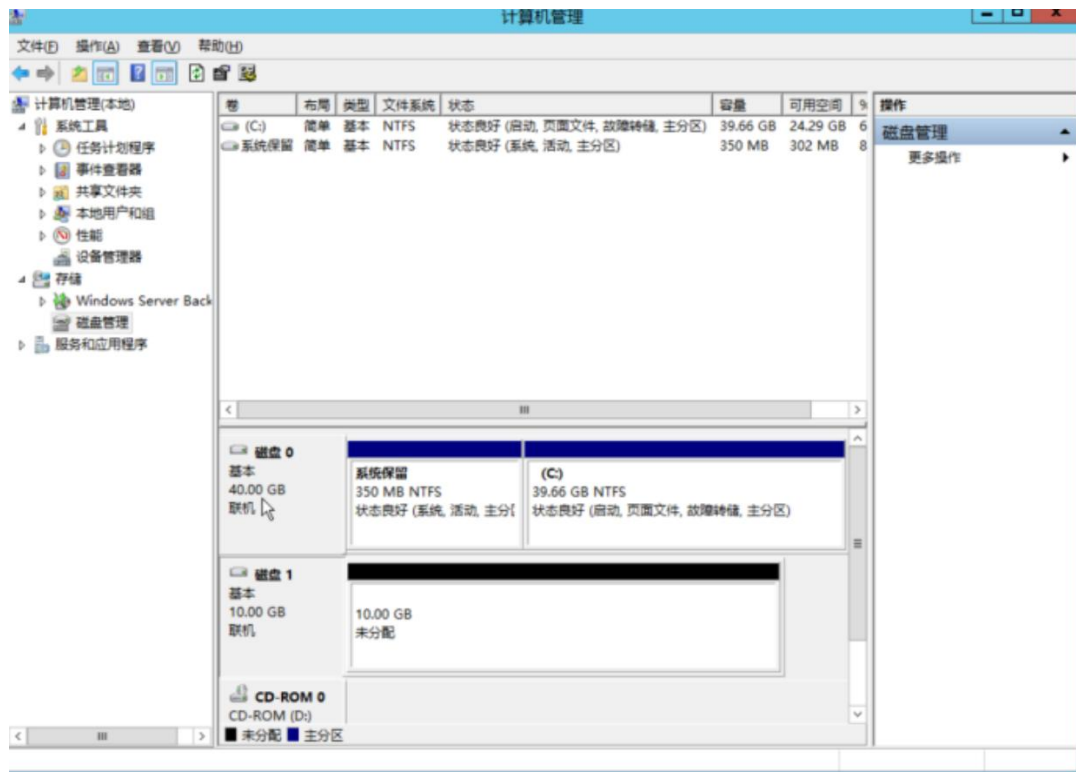 计算机管理
文件(F) 操作(A) 查看(V) 帮助(H)
计算机管理(本地)
系统工具
任务计划程序
事件查看器
共享文件夹
本地用户和组
性能
设备管理器
存储
Windows Server Back
磁盘管理
服务和应用程序
卷 布局 类型 文件系统 状态 容量 可用空间 %
(C:) 简单 基本 NTFS 状态良好 (启动, 页面文件, 故障转储, 主分区) 39.66 GB 24.29 GB 6
系统保留 简单 基本 NTFS 状态良好 (系统, 活动, 主分区) 350 MB 302 MB 8
磁盘 0
基本
40.00 GB
联机
系统保留
350 MB NTFS
状态良好 (系统, 活动, 主分
(C:)
39.66 GB NTFS
状态良好 (启动, 页面文件, 故障转储, 主分区)
磁盘 1
基本
10.00 GB
联机
10.00 GB
未分配
CD-ROM 0
CD-ROM (D:)
未分配 主分区
操作
磁盘管理
更多操作